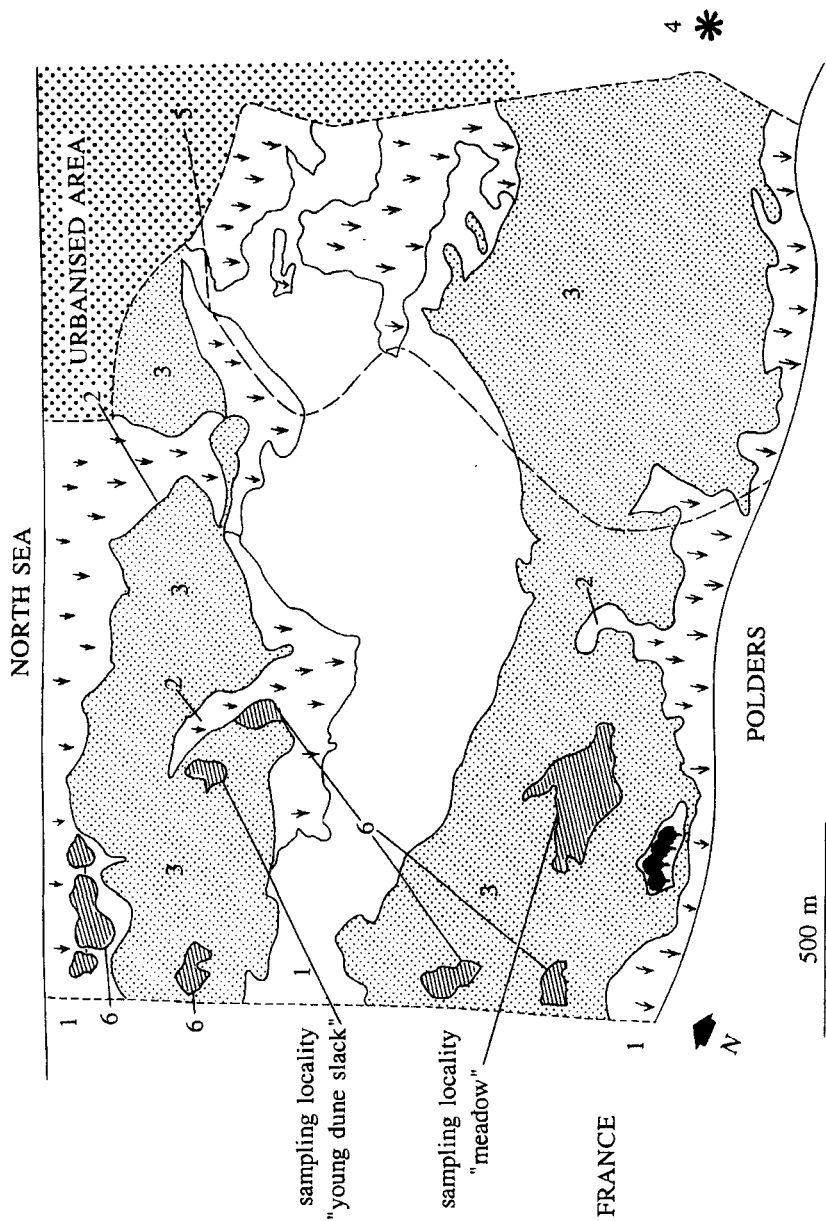 NORTH SEA
URBANISED AREA
4
5
2
3
3
3
2
2
3
3
1
6
6
6
1
1
sampling locality
"young dune slack"
sampling locality
"meadow"
FRANCE
POLDERS
500 m
N